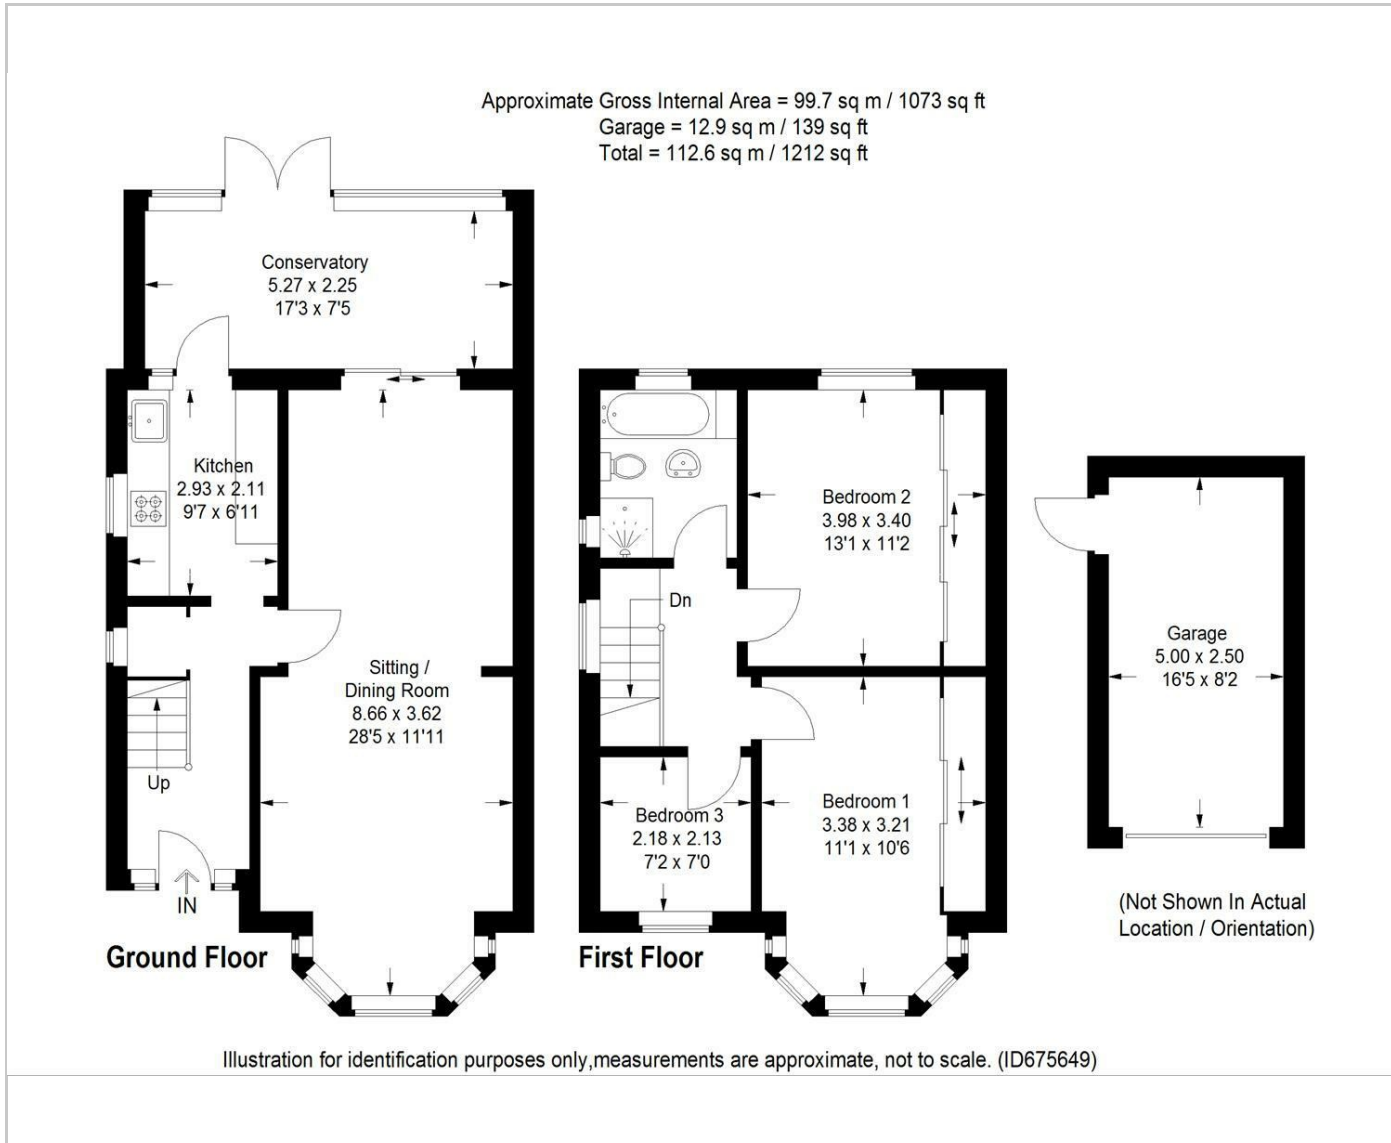 Approximate Gross Internal Area = 99.7 sq m / 1073 sq ft
Garage = 12.9 sq m / 139 sq ft
Total = 112.6 sq m / 1212 sq ft
Conservatory
5.27 x 2.25
17'3 x 7'5
Kitchen
2.93 x 2.11
9'7 x 6'11
Sitting /
Dining Room
8.66 x 3.62
28'5 x 11'11
Up
IN
Ground Floor
Bedroom 2
3.98 x 3.40
13'1 x 11'2
Dn
Bedroom 1
3.38 x 3.21
11'1 x 10'6
Bedroom 3
2.18 x 2.13
7'2 x 7'0
First Floor
Garage
5.00 x 2.50
16'5 x 8'2
(Not Shown In Actual
Location / Orientation)
Illustration for identification purposes only,measurements are approximate, not to scale. (ID675649)